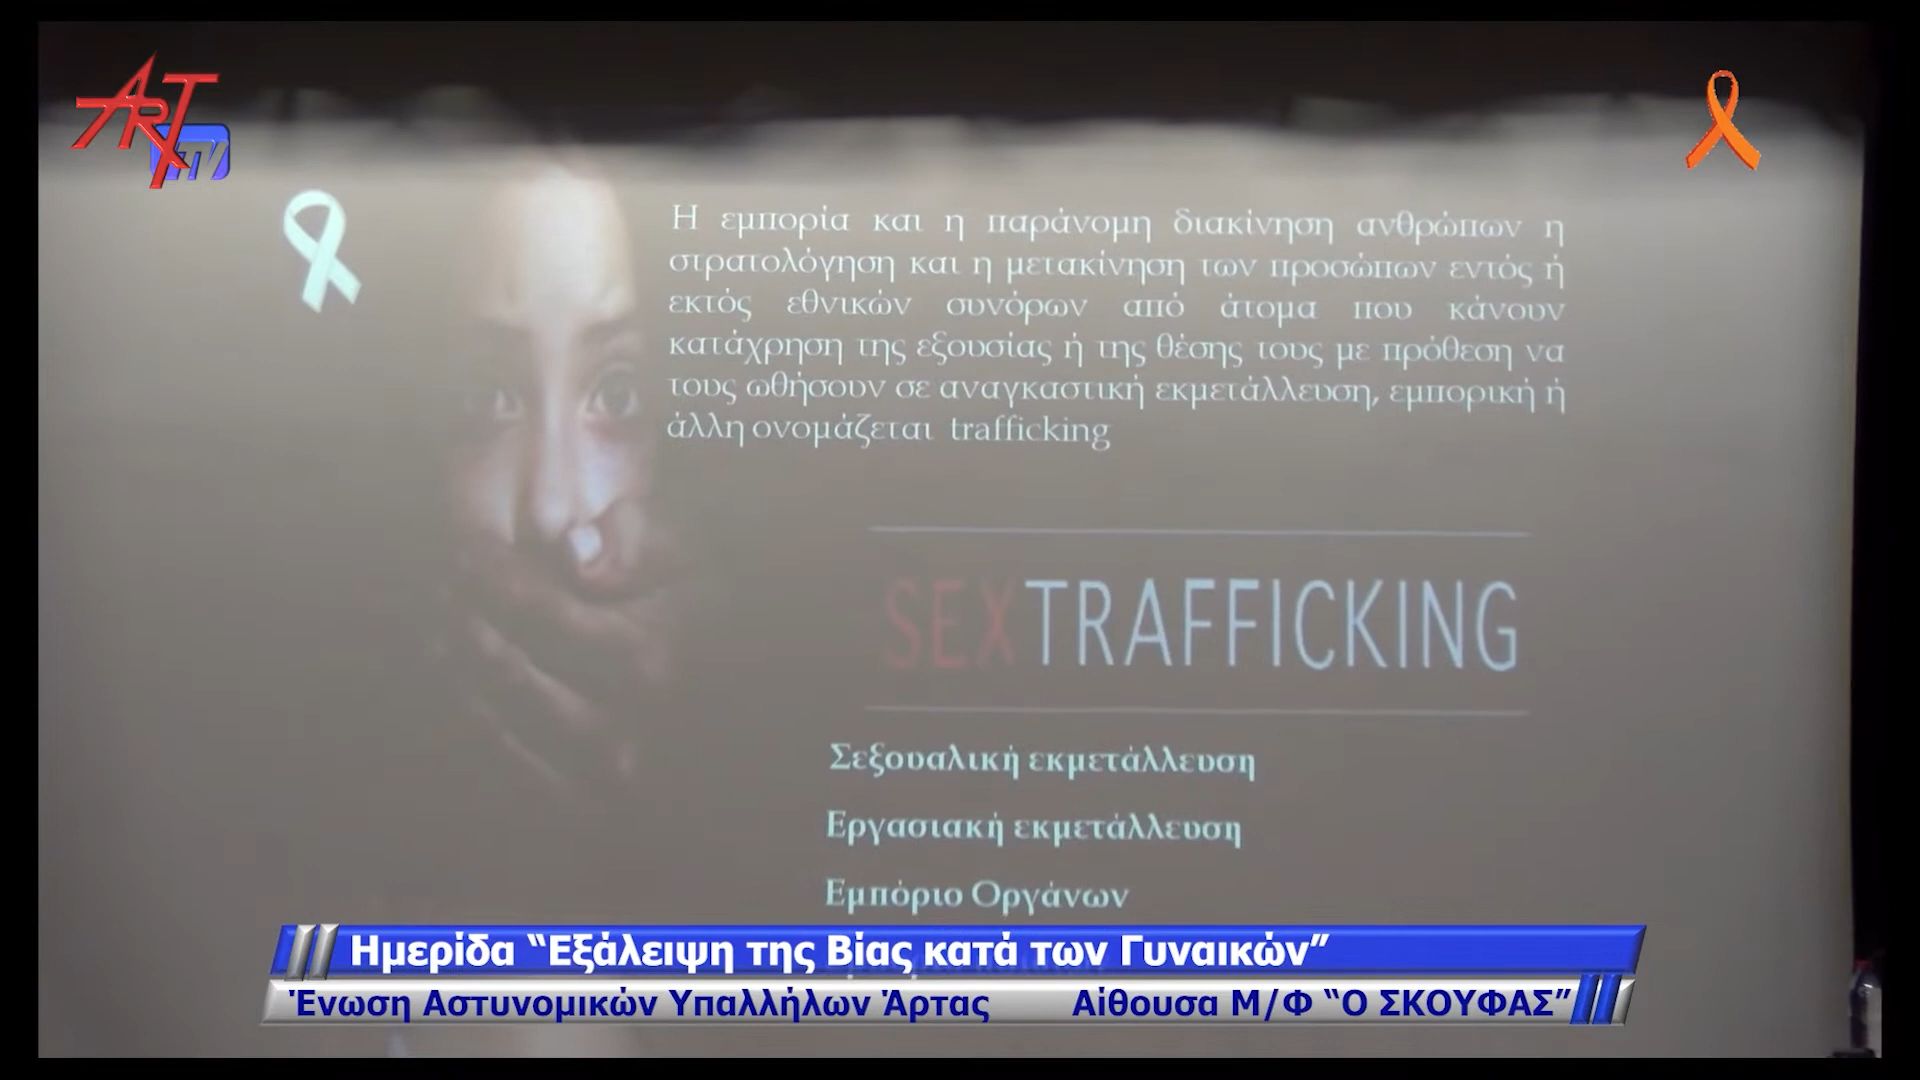 ART TV
Η εμπορία και η παράνομη διακίνηση ανθρώπων η
στρατολόγηση και η μετακίνηση των προσώπων εντός ή
εκτός εθνικών συνόρων από άτομα που κάνουν
κατάχρηση της εξουσίας ή της θέσης τους με πρόθεση να
τους ωθήσουν σε αναγκαστική εκμετάλλευση, εμπορική ή
άλλη ονομάζεται trafficking
SEXTRAFFICKING
Σεξουαλική εκμετάλλευση
Εργασιακή εκμετάλλευση
Εμπόριο Οργάνων
Ημερίδα “Εξάλειψη της Βίας κατά των Γυναικών”
Ένωση Αστυνομικών Υπαλλήλων Άρτας Αίθουσα Μ/Φ “Ο ΣΚΟΥΦΑΣ”